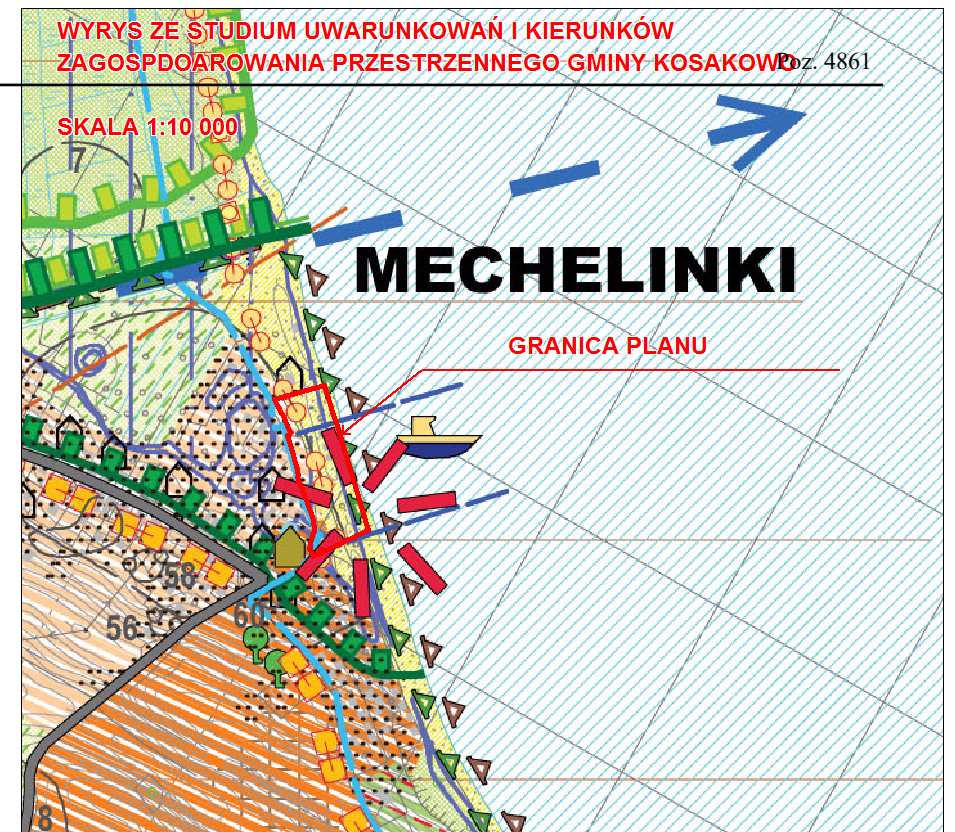 WYRYS ZE STUDIUM UWARUNKOWAŃ I KIERUNKÓW
ZAGOSPDOAROWANIA PRZESTRZENNEGO GMINY KOSAKOWO
Poz. 4861
SKALA 1:10 000
7
MECHELINKI
GRANICA PLANU
58
60
56
8